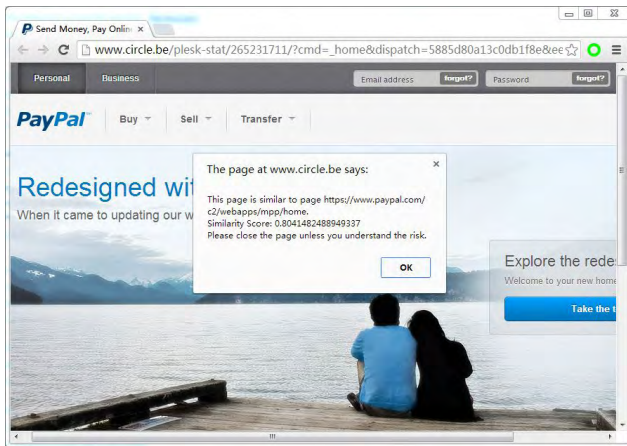 Send Money, Pay Onlin
www.circle.be/plesk-stat/265231711/?cmd=_home&dispatch=5885d80a13c0db1f8e&ee
Personal Business Email address forgot? Password forgot?
PayPal Buy Sell Transfer
The page at www.circle.be says:
Redesigned wit
This page is similar to page https://www.paypal.com/
c2/webapps/mpp/home.
When it came to updating our w
Similarity Score: 0.8041482488949337
Please close the page unless you understand the risk.
OK
Explore the rede
Welcome to your new home
Take the t